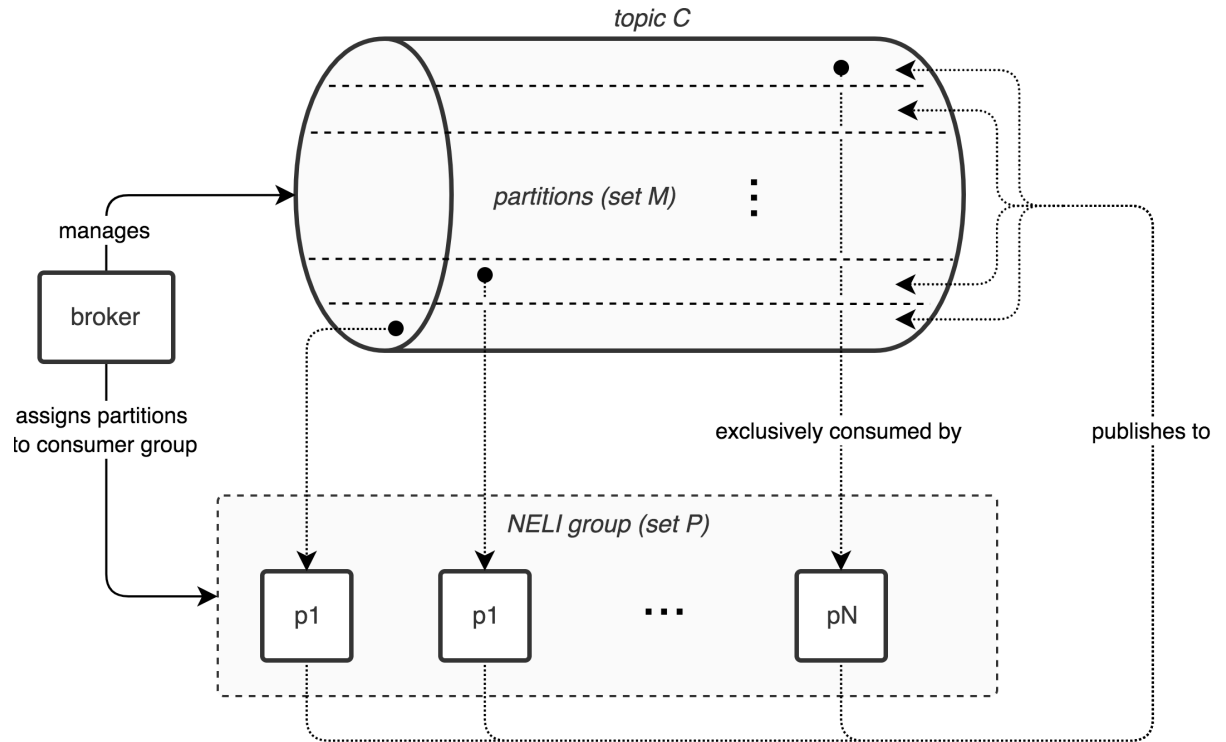 topic C
partitions (set M)
manages
broker
assigns partitions
to consumer group
exclusively consumed by
publishes to
NELI group (set P)
p1
p1
pN